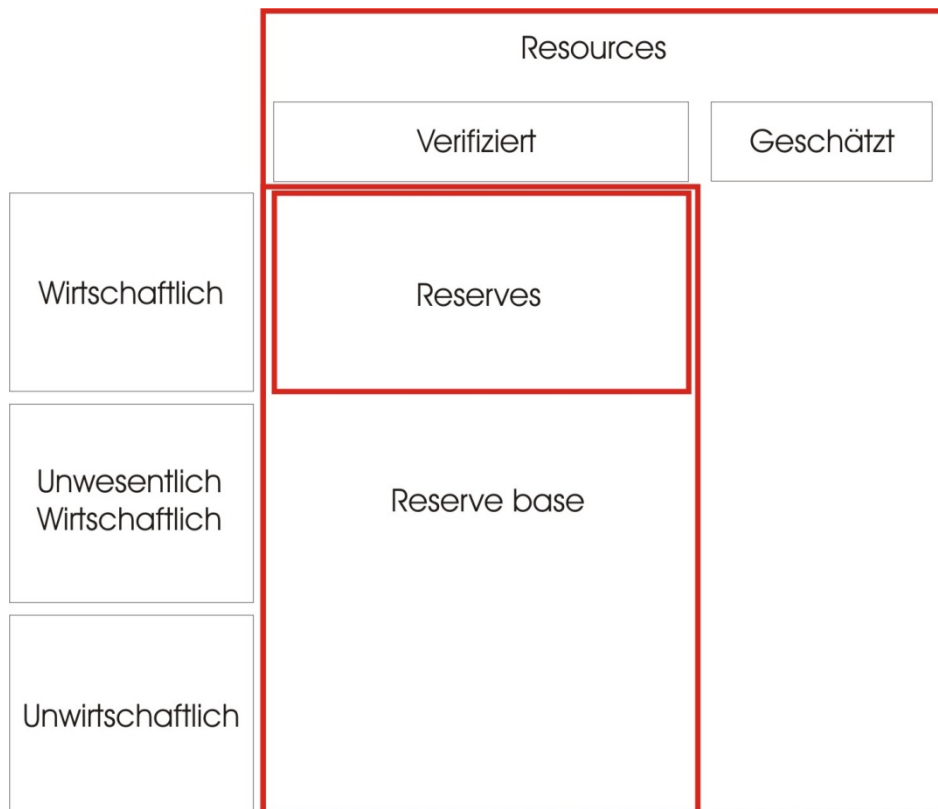 Resources
Verifiziert
Geschätzt
Wirtschaftlich
Reserves
Unwesentlich
Wirtschaftlich
Reserve base
Unwirtschaftlich